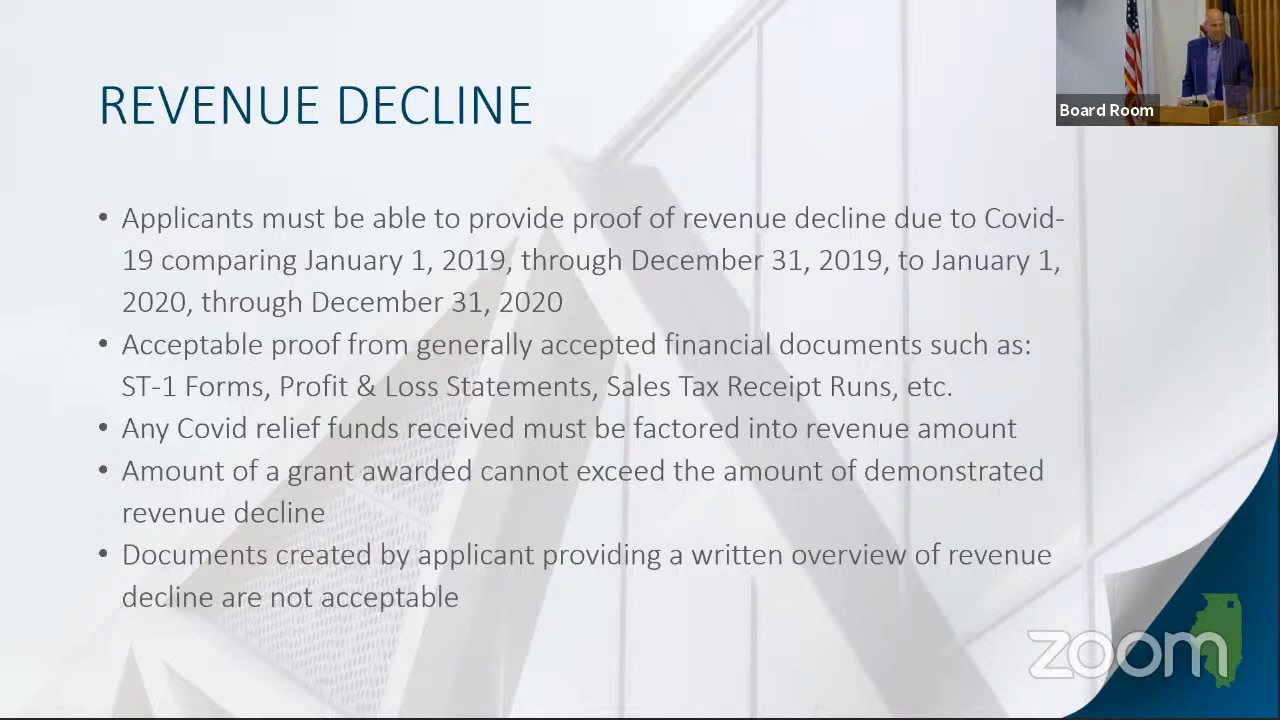 REVENUE DECLINE
Board Room
• Applicants must be able to provide proof of revenue decline due to Covid-
19 comparing January 1, 2019, through December 31, 2019, to January 1,
2020, through December 31, 2020
• Acceptable proof from generally accepted financial documents such as:
ST-1 Forms, Profit & Loss Statements, Sales Tax Receipt Runs, etc.
• Any Covid relief funds received must be factored into revenue amount
• Amount of a grant awarded cannot exceed the amount of demonstrated
revenue decline
• Documents created by applicant providing a written overview of revenue
decline are not acceptable
zoom